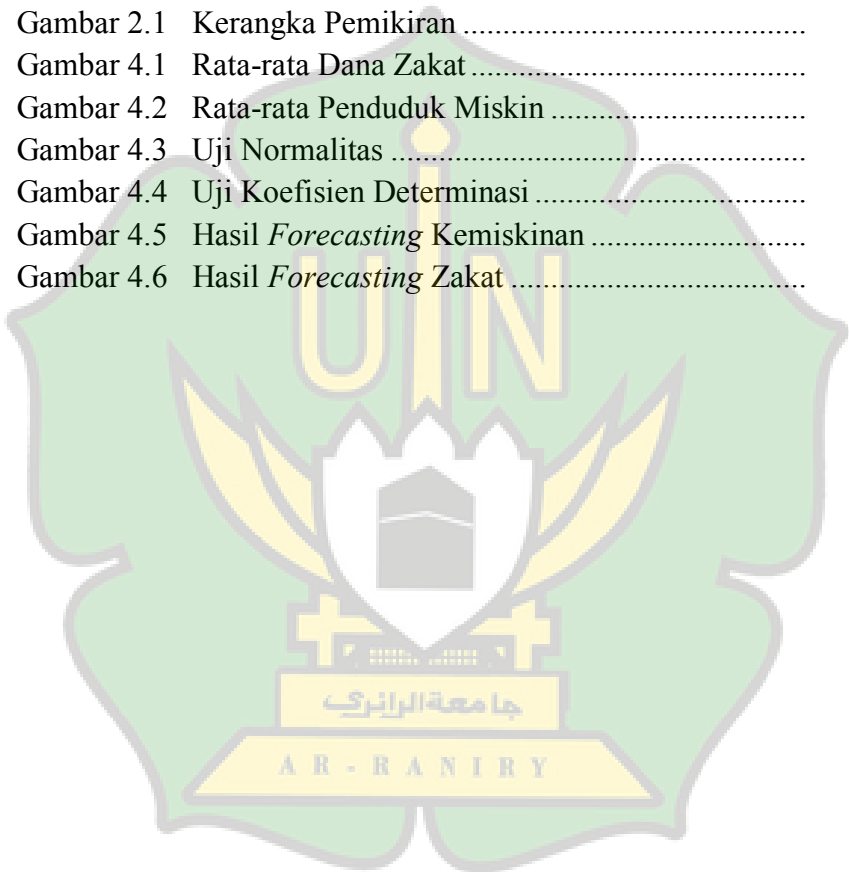 Gambar 2.1 Kerangka Pemikiran ...........................................
Gambar 4.1 Rata-rata Dana Zakat ..........................................
Gambar 4.2 Rata-rata Penduduk Miskin ................................
Gambar 4.3 Uji Normalitas ....................................................
Gambar 4.4 Uji Koefisien Determinasi ..................................
Gambar 4.5 Hasil Forecasting Kemiskinan ...........................
Gambar 4.6 Hasil Forecasting Zakat .....................................
UIN
جامعةالرانري
AR-RANIRY